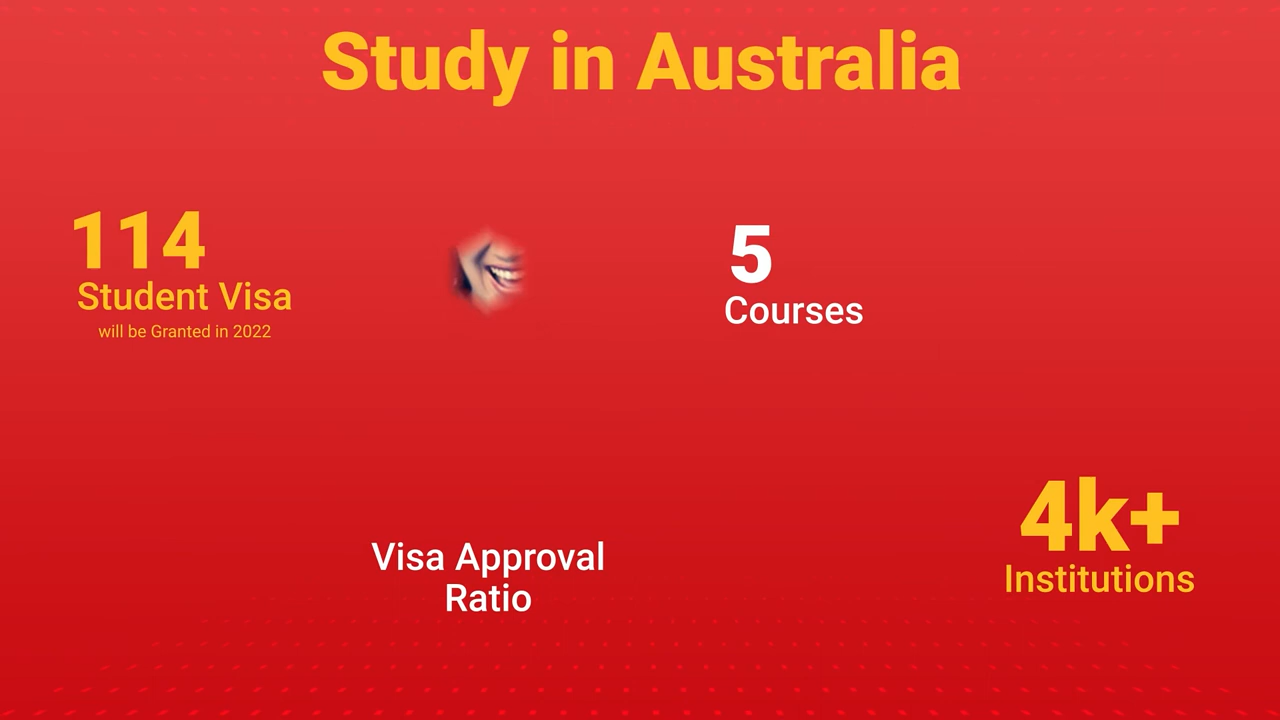 Study in Australia
114
Student Visa
will be Granted in 2022
5
Courses
Visa Approval
Ratio
4k+
Institutions